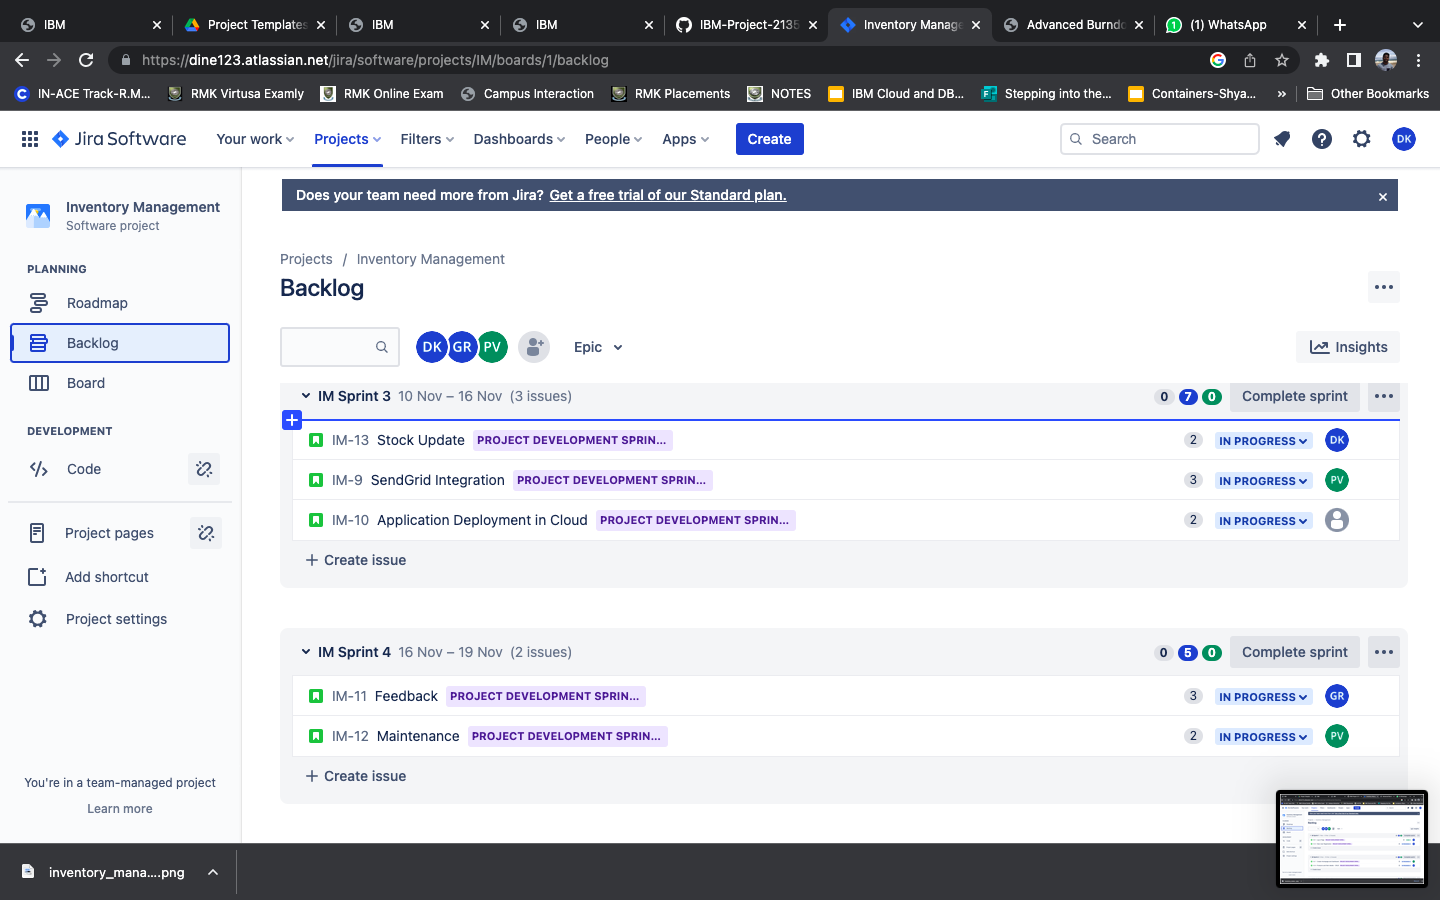 IBM
Project Templates
IBM
IBM
IBM-Project-2135
Inventory Manage
Advanced Burndo
(1) WhatsApp
https://dine123.atlassian.net/jira/software/projects/IM/boards/1/backlog
IN-ACE Track-R.M...
RMK Virtusa Examly
RMK Online Exam
Campus Interaction
RMK Placements
NOTES
IBM Cloud and DB...
Stepping into the...
Containers-Shya...
»
Other Bookmarks
Jira Software
Your work
Projects
Filters
Dashboards
People
Apps
Create
Search
DK
Does your team need more from Jira? Get a free trial of our Standard plan.
Inventory Management
Software project
PLANNING
Roadmap
Backlog
Board
DEVELOPMENT
Code
Project pages
Add shortcut
Project settings
You're in a team-managed project
Learn more
Projects / Inventory Management
Backlog
DK GR PV
Epic
Insights
IM Sprint 3 10 Nov – 16 Nov (3 issues)
0 7 0 Complete sprint
IM-13 Stock Update PROJECT DEVELOPMENT SPRIN... 2 IN PROGRESS DK
IM-9 SendGrid Integration PROJECT DEVELOPMENT SPRIN... 3 IN PROGRESS PV
IM-10 Application Deployment in Cloud PROJECT DEVELOPMENT SPRIN... 2 IN PROGRESS
+ Create issue
IM Sprint 4 16 Nov – 19 Nov (2 issues)
0 5 0 Complete sprint
IM-11 Feedback PROJECT DEVELOPMENT SPRIN... 3 IN PROGRESS GR
IM-12 Maintenance PROJECT DEVELOPMENT SPRIN... 2 IN PROGRESS PV
+ Create issue
inventory_mana....png